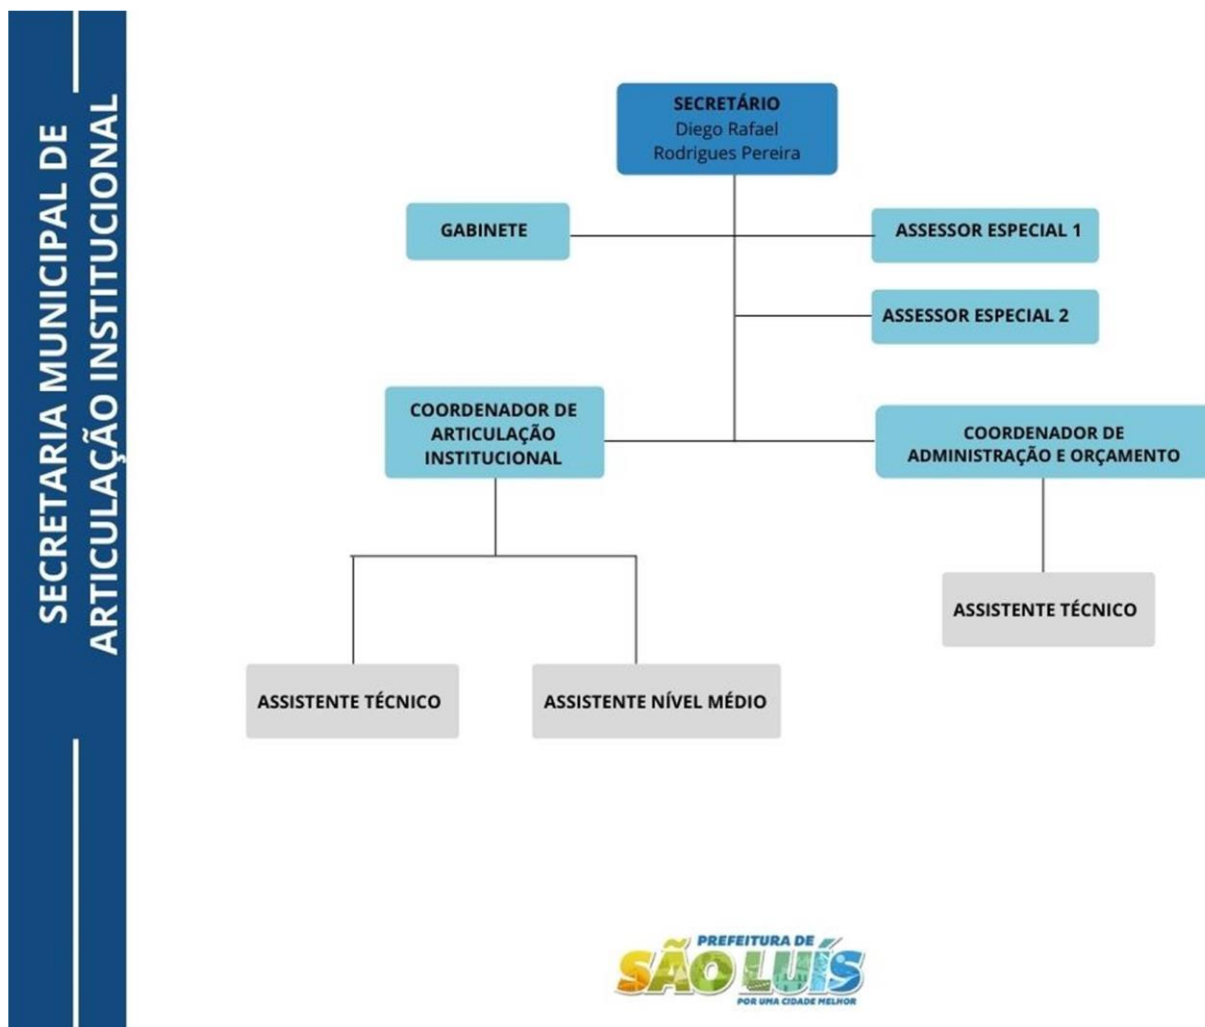 SECRETARIA MUNICIPAL DE
ARTICULAÇÃO INSTITUCIONAL
SECRETÁRIO
Diego Rafael
Rodrigues Pereira
GABINETE
ASSESSOR ESPECIAL 1
ASSESSOR ESPECIAL 2
COORDENADOR DE
ARTICULAÇÃO
INSTITUCIONAL
COORDENADOR DE
ADMINISTRAÇÃO E ORÇAMENTO
ASSISTENTE TÉCNICO
ASSISTENTE TÉCNICO
ASSISTENTE NÍVEL MÉDIO
PREFEITURA DE
SÃO LUÍS
POR UMA CIDADE MELHOR